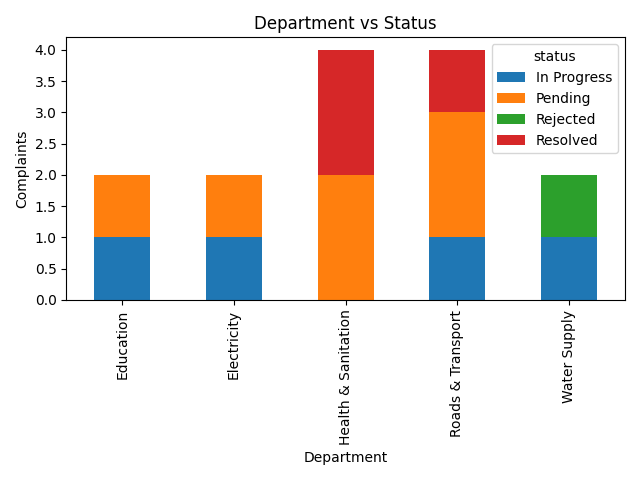 Department vs Status
status
In Progress
Pending
Rejected
Resolved
Complaints
4.0
3.5
3.0
2.5
2.0
1.5
1.0
0.5
0.0
Education
Electricity
Health & Sanitation
Roads & Transport
Water Supply
Department